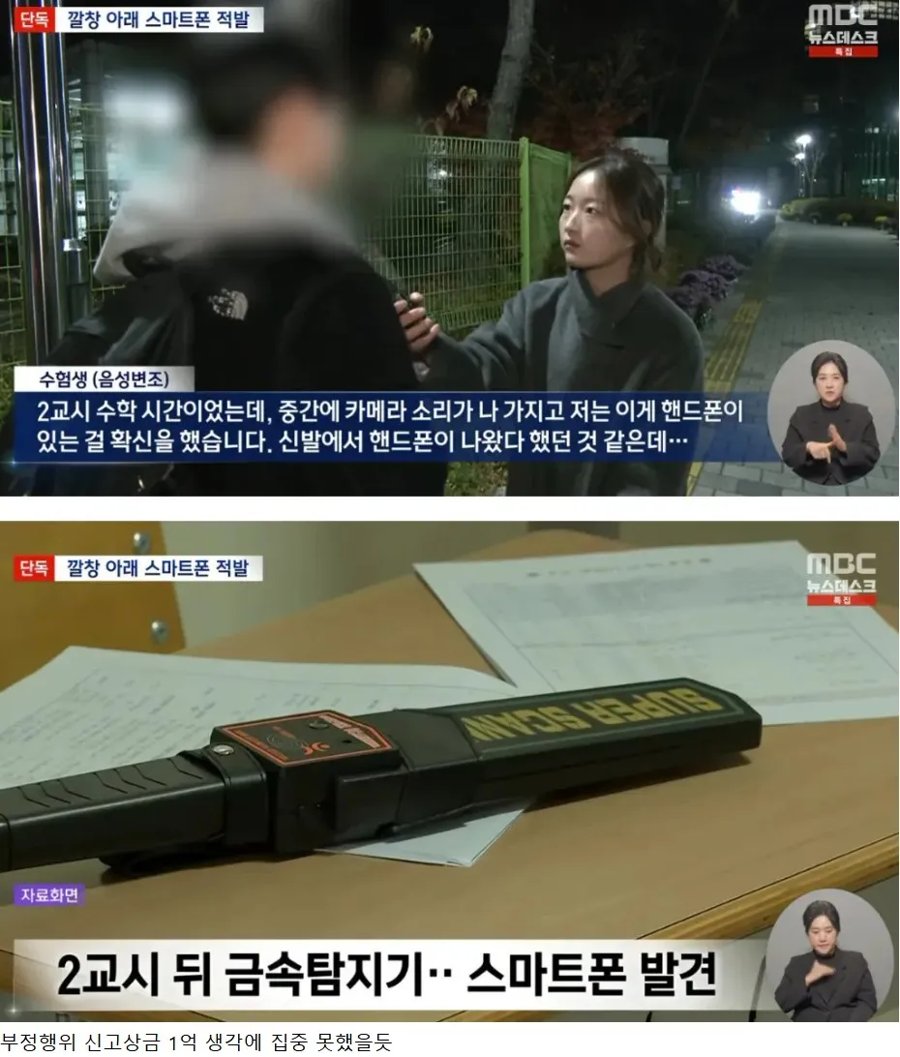 단독 깔창 아래 스마트폰 적발
MBC
뉴스데스크
특집
수험생 (음성변조)
2교시 수학 시간이었는데, 중간에 카메라 소리가 나 가지고 저는 이게 핸드폰이
있는 걸 확신을 했습니다. 신발에서 핸드폰이 나왔다 했던 것 같은데…
단독 깔창 아래 스마트폰 적발
MBC
뉴스데스크
특집
SUPER SCAN
자료화면
2교시 뒤 금속탐지기‥ 스마트폰 발견
부정행위 신고상금 1억 생각에 집중 못했을듯